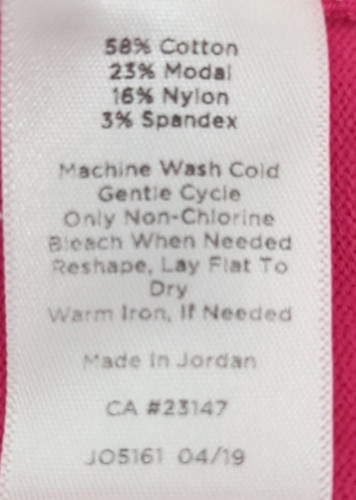 58% Cotton
23% Modal
16% Nylon
3% Spandex
Machine Wash Cold
Gentle Cycle
Only Non-Chlorine
Bleach When Needed
Reshape, Lay Flat To
Dry
Warm Iron, If Needed
Made In Jordan
CA #23147
JO5161 04/19